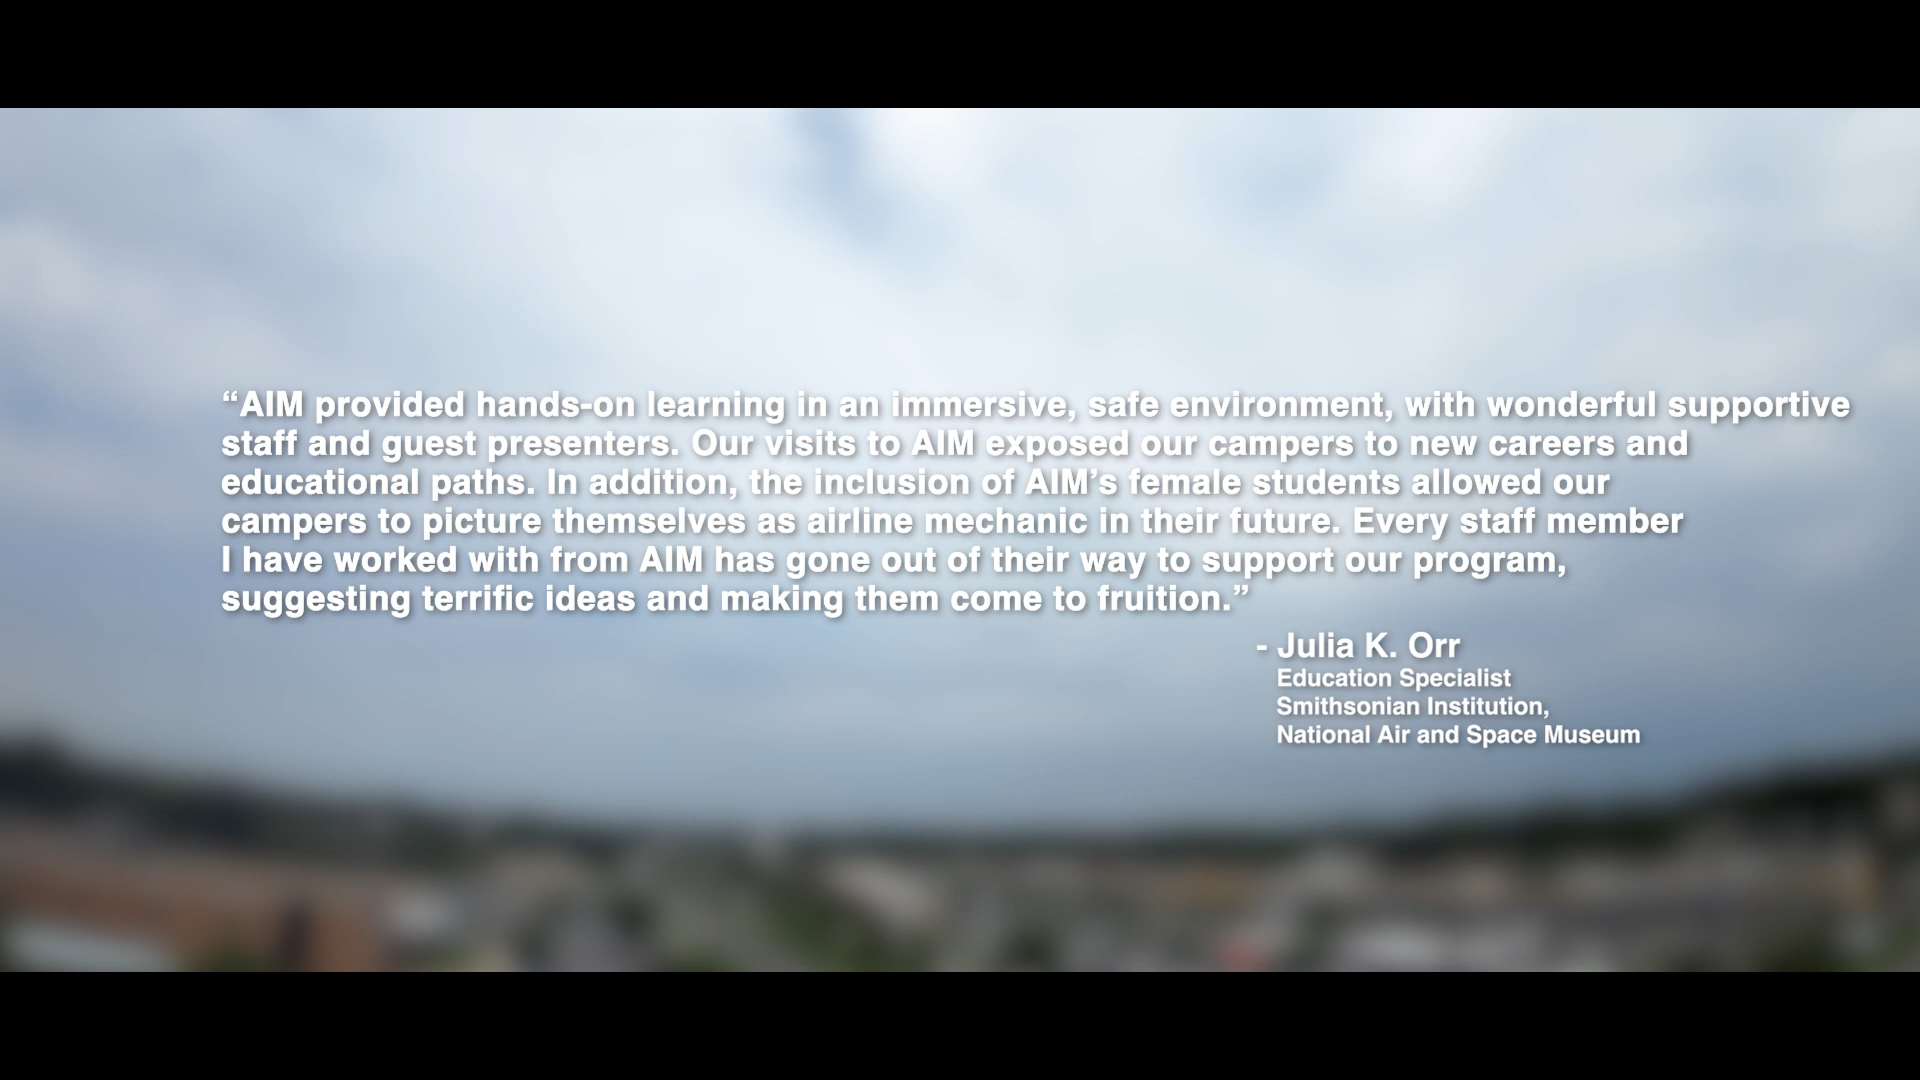 “AIM provided hands-on learning in an immersive, safe environment, with wonderful supportive
staff and guest presenters. Our visits to AIM exposed our campers to new careers and
educational paths. In addition, the inclusion of AIM’s female students allowed our
campers to picture themselves as airline mechanic in their future. Every staff member
I have worked with from AIM has gone out of their way to support our program,
suggesting terrific ideas and making them come to fruition.”
- Julia K. Orr
Education Specialist
Smithsonian Institution,
National Air and Space Museum